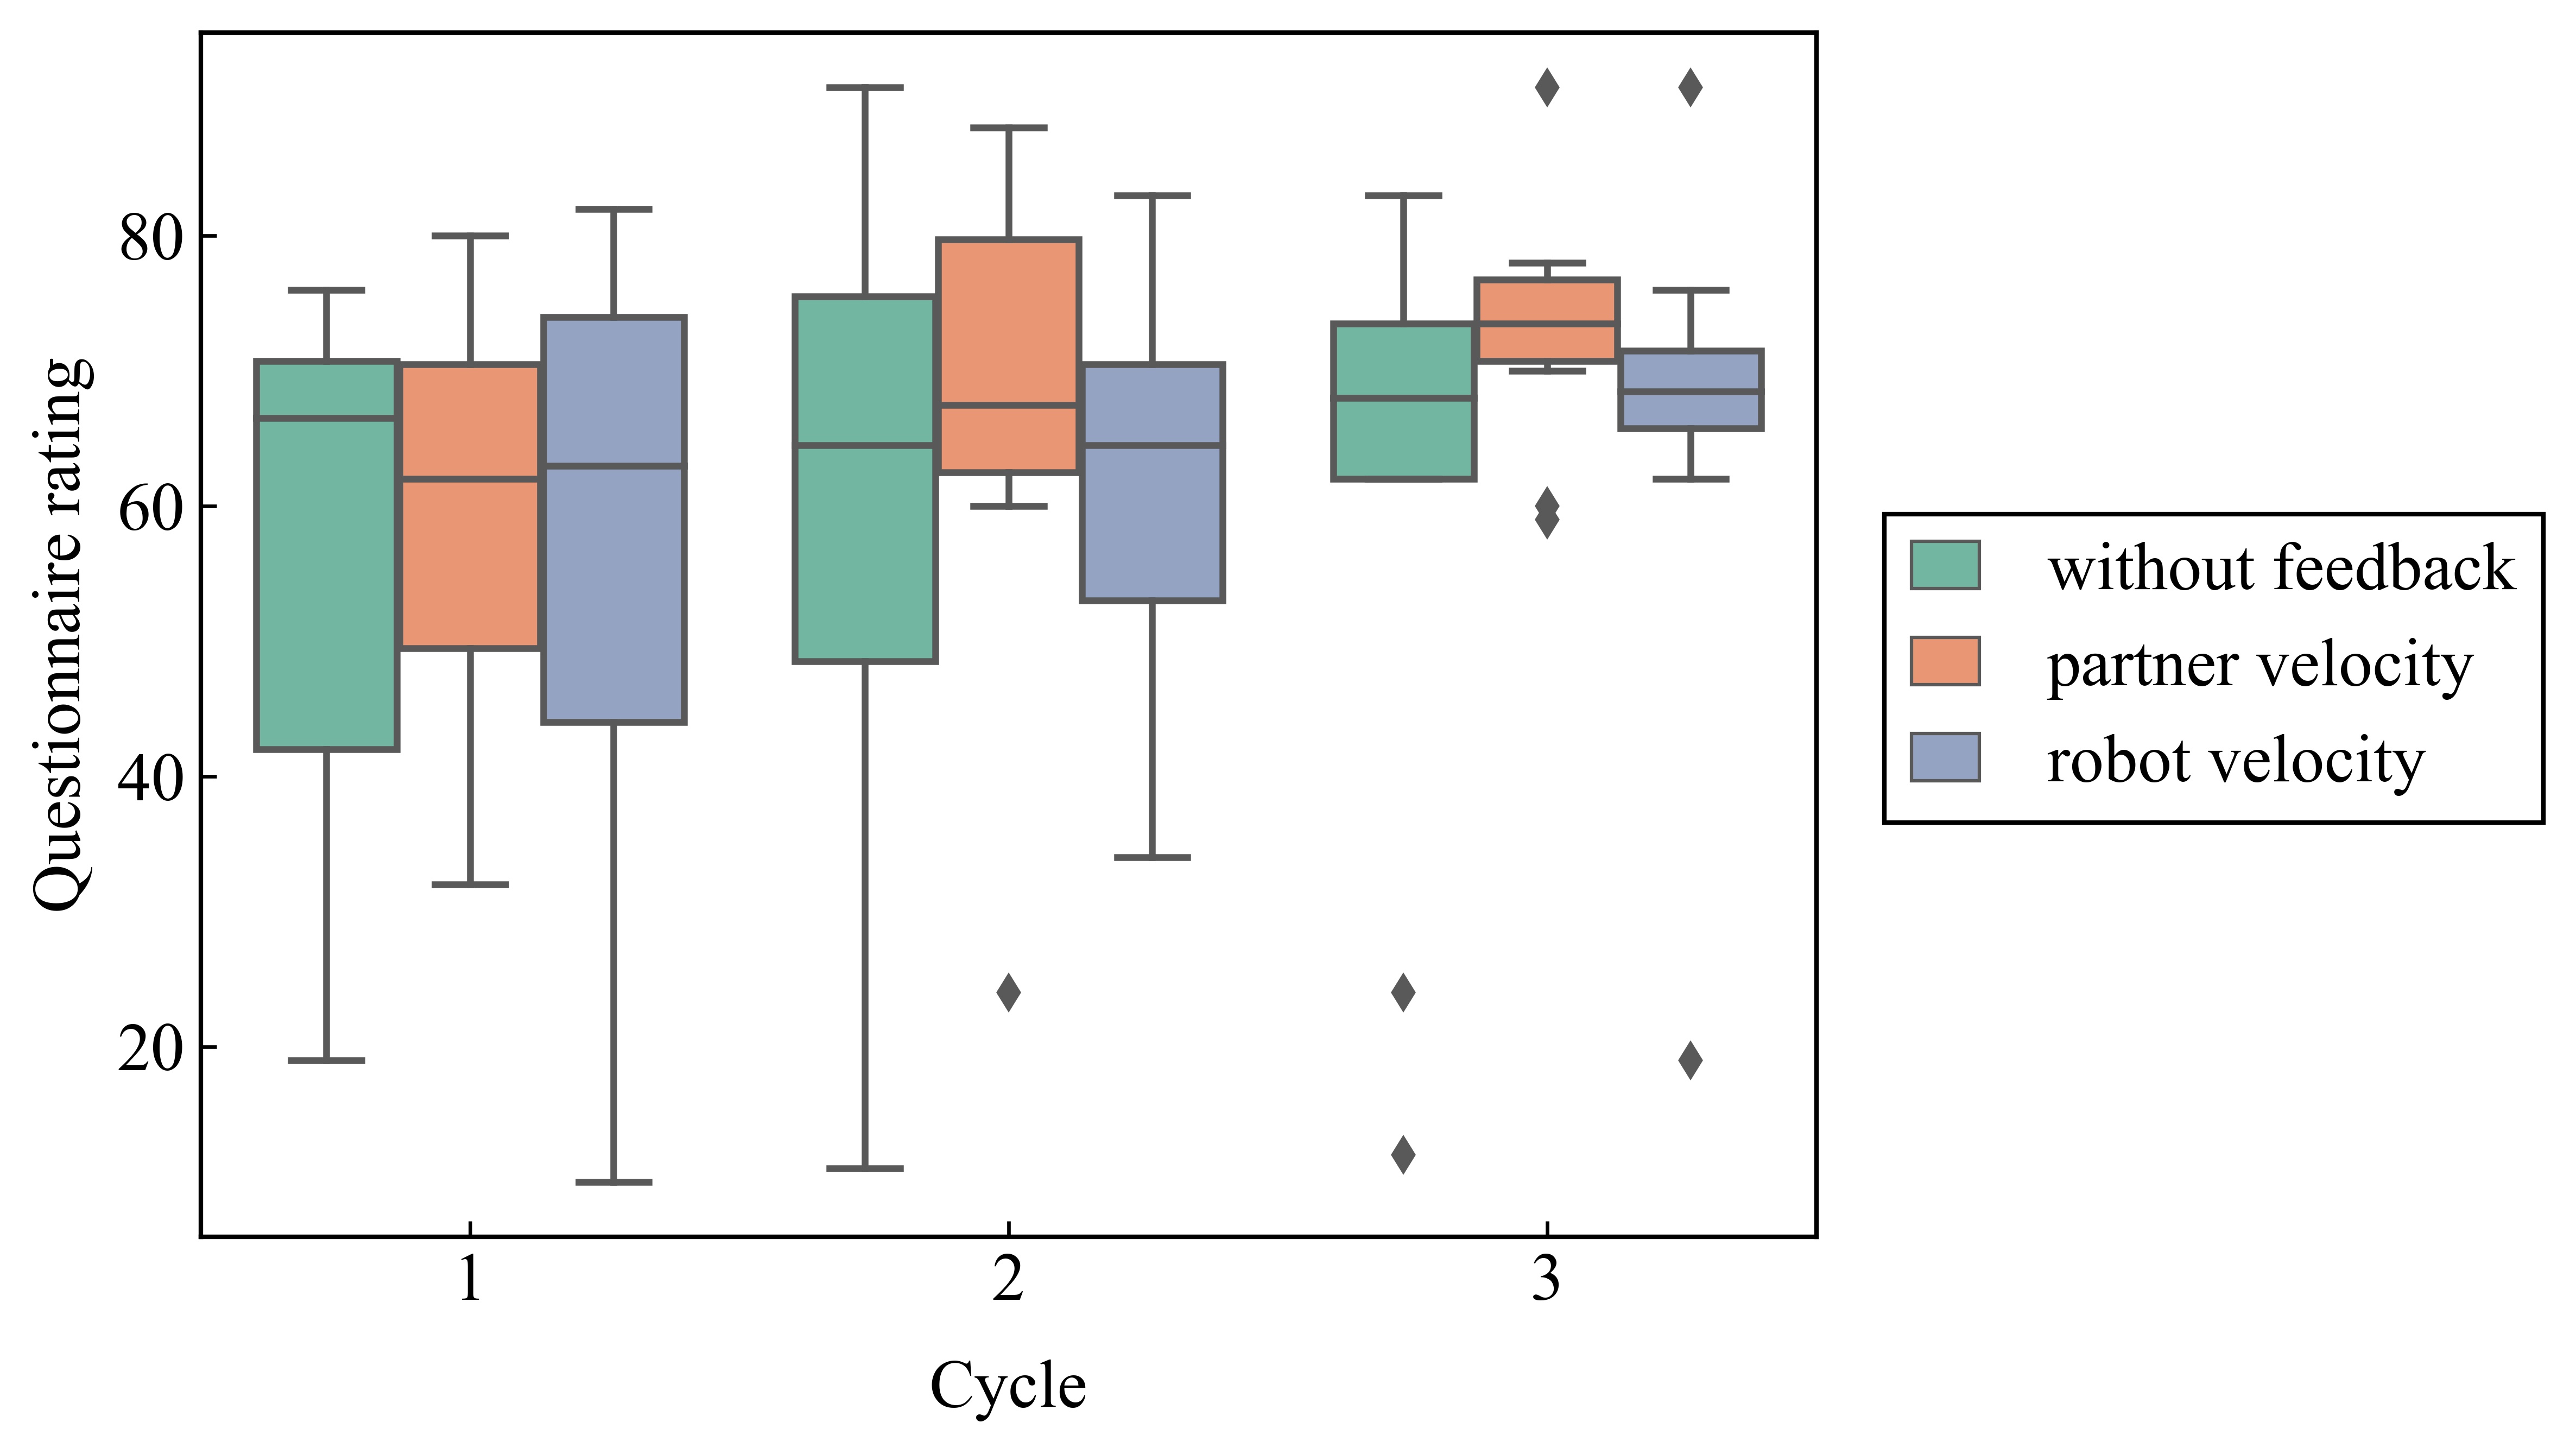 Questionnaire rating
80
60
40
20
1
2
3
Cycle
without feedback
partner velocity
robot velocity